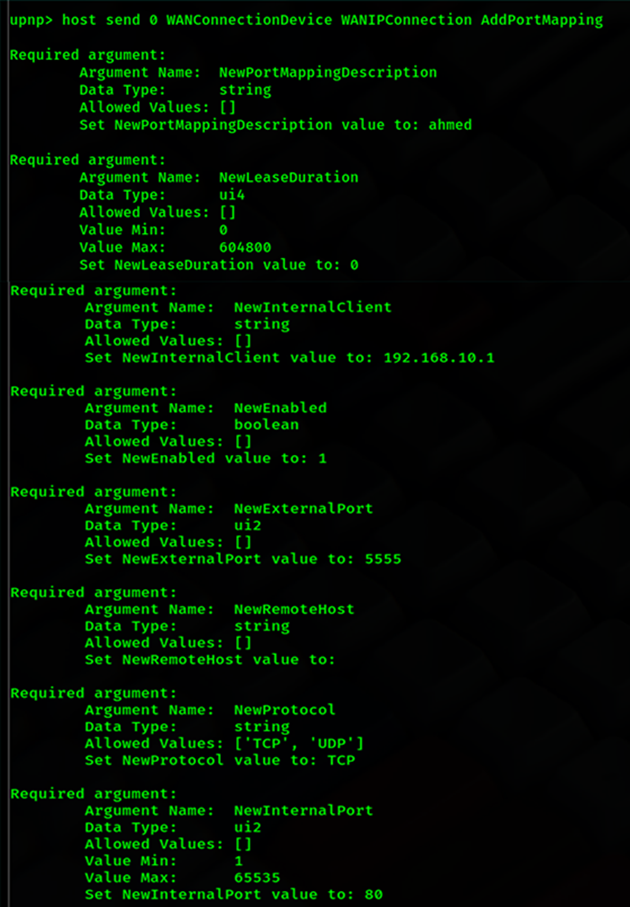 upnp> host send 0 WANConnectionDevice WANIPConnection AddPortMapping
Required argument:
Argument Name: NewPortMappingDescription
Data Type: string
Allowed Values: []
Set NewPortMappingDescription value to: ahmed
Required argument:
Argument Name: NewLeaseDuration
Data Type: ui4
Allowed Values: []
Value Min: 0
Value Max: 604800
Set NewLeaseDuration value to: 0
Required argument:
Argument Name: NewInternalClient
Data Type: string
Allowed Values: []
Set NewInternalClient value to: 192.168.10.1
Required argument:
Argument Name: NewEnabled
Data Type: boolean
Allowed Values: []
Set NewEnabled value to: 1
Required argument:
Argument Name: NewExternalPort
Data Type: ui2
Allowed Values: []
Set NewExternalPort value to: 5555
Required argument:
Argument Name: NewRemoteHost
Data Type: string
Allowed Values: []
Set NewRemoteHost value to:
Required argument:
Argument Name: NewProtocol
Data Type: string
Allowed Values: ['TCP', 'UDP']
Set NewProtocol value to: TCP
Required argument:
Argument Name: NewInternalPort
Data Type: ui2
Allowed Values: []
Value Min: 1
Value Max: 65535
Set NewInternalPort value to: 80